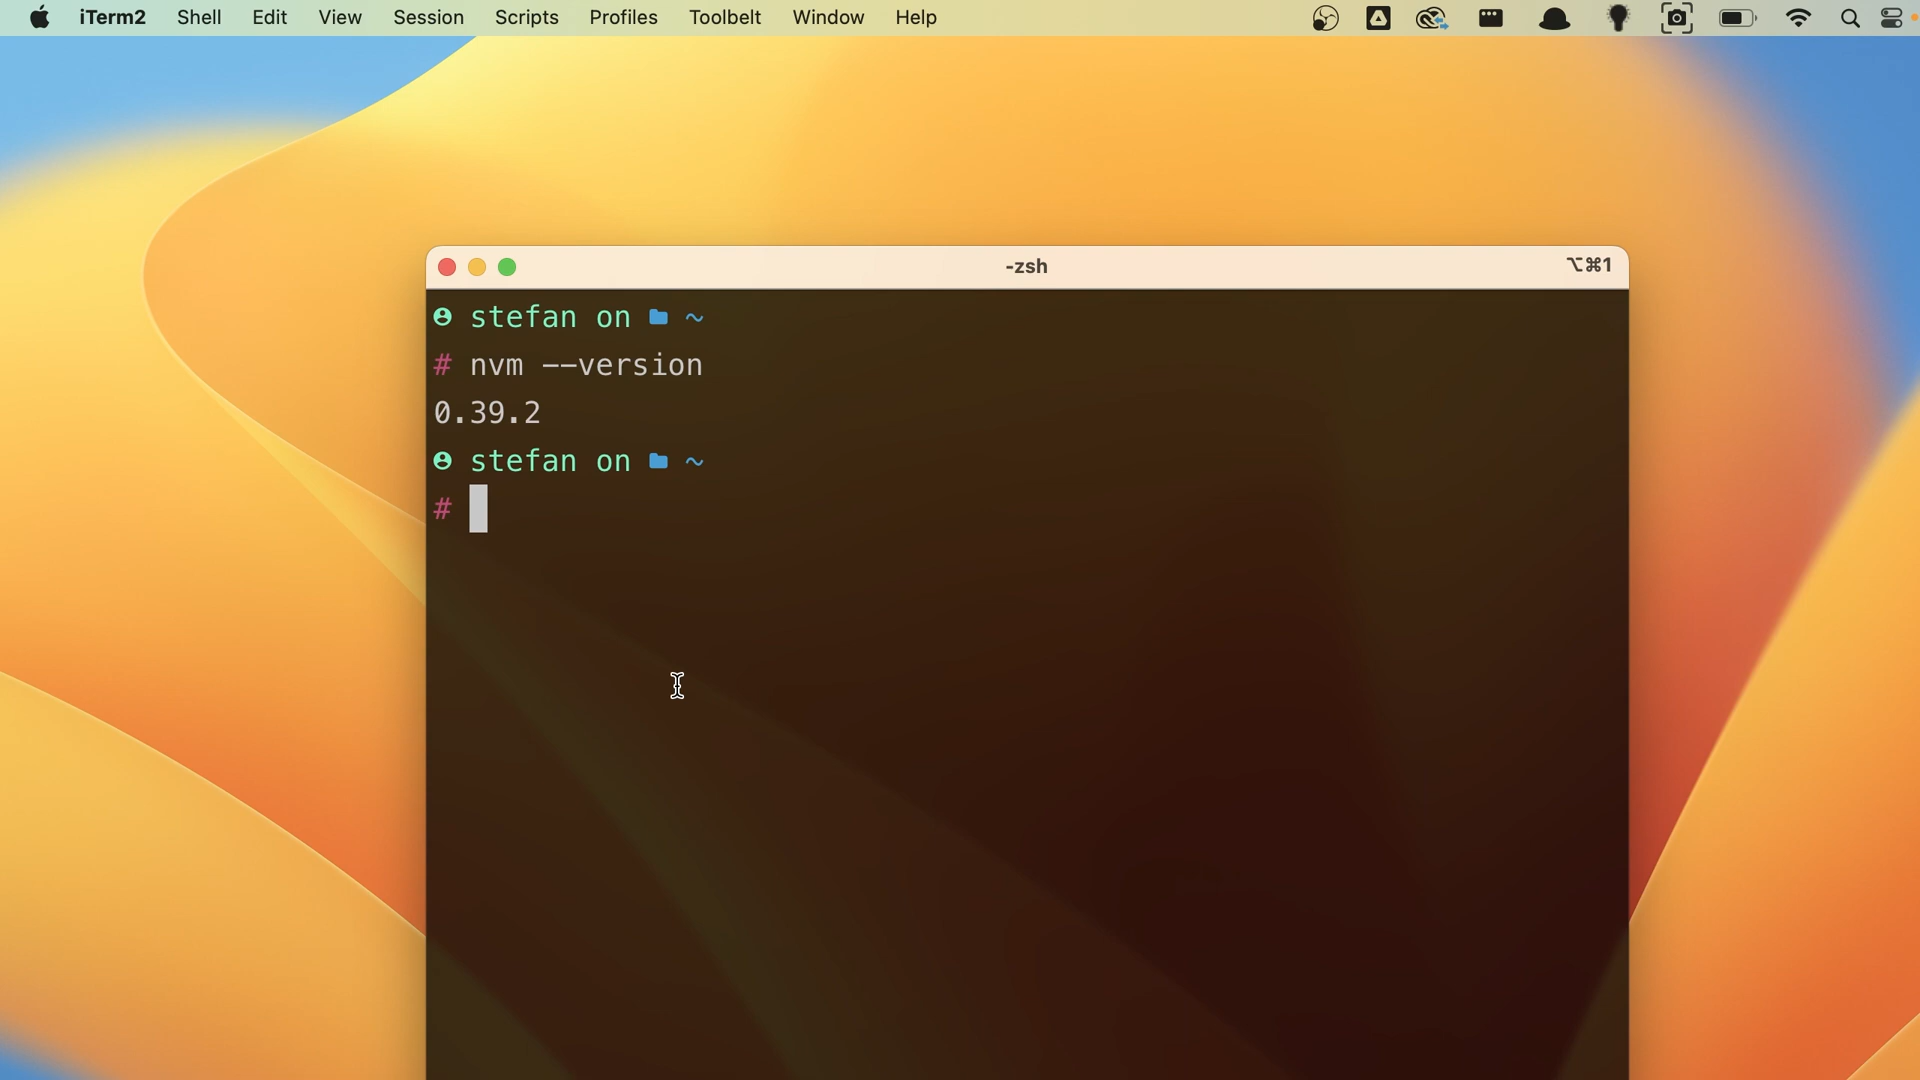 iTerm2 Shell Edit View Session Scripts Profiles Toolbelt Window Help
-zsh ⌥⌘1
stefan on ~
# nvm --version
0.39.2
stefan on ~
#